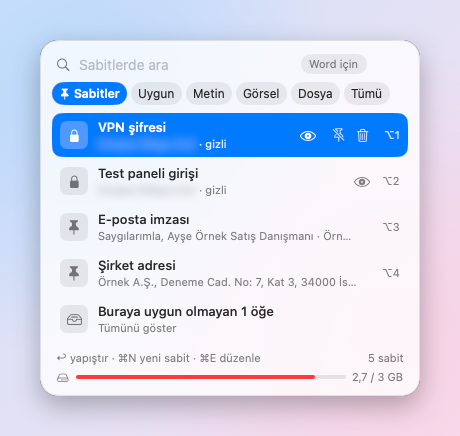 Sabitlerde ara
Word için
Sabitler
Uygun
Metin
Görsel
Dosya
Tümü
VPN şifresi
· gizli
⌥1
Test paneli girişi
· gizli
⌥2
E-posta imzası
Saygılarımla, Ayşe Örnek Satış Danışmanı · Örn...
⌥3
Şirket adresi
Örnek A.Ş., Deneme Cad. No: 7, Kat 3, 34000 İs...
⌥4
Buraya uygun olmayan 1 öğe
Tümünü göster
↩ yapıştır · ⌘N yeni sabit · ⌘E düzenle
5 sabit
2,7 / 3 GB